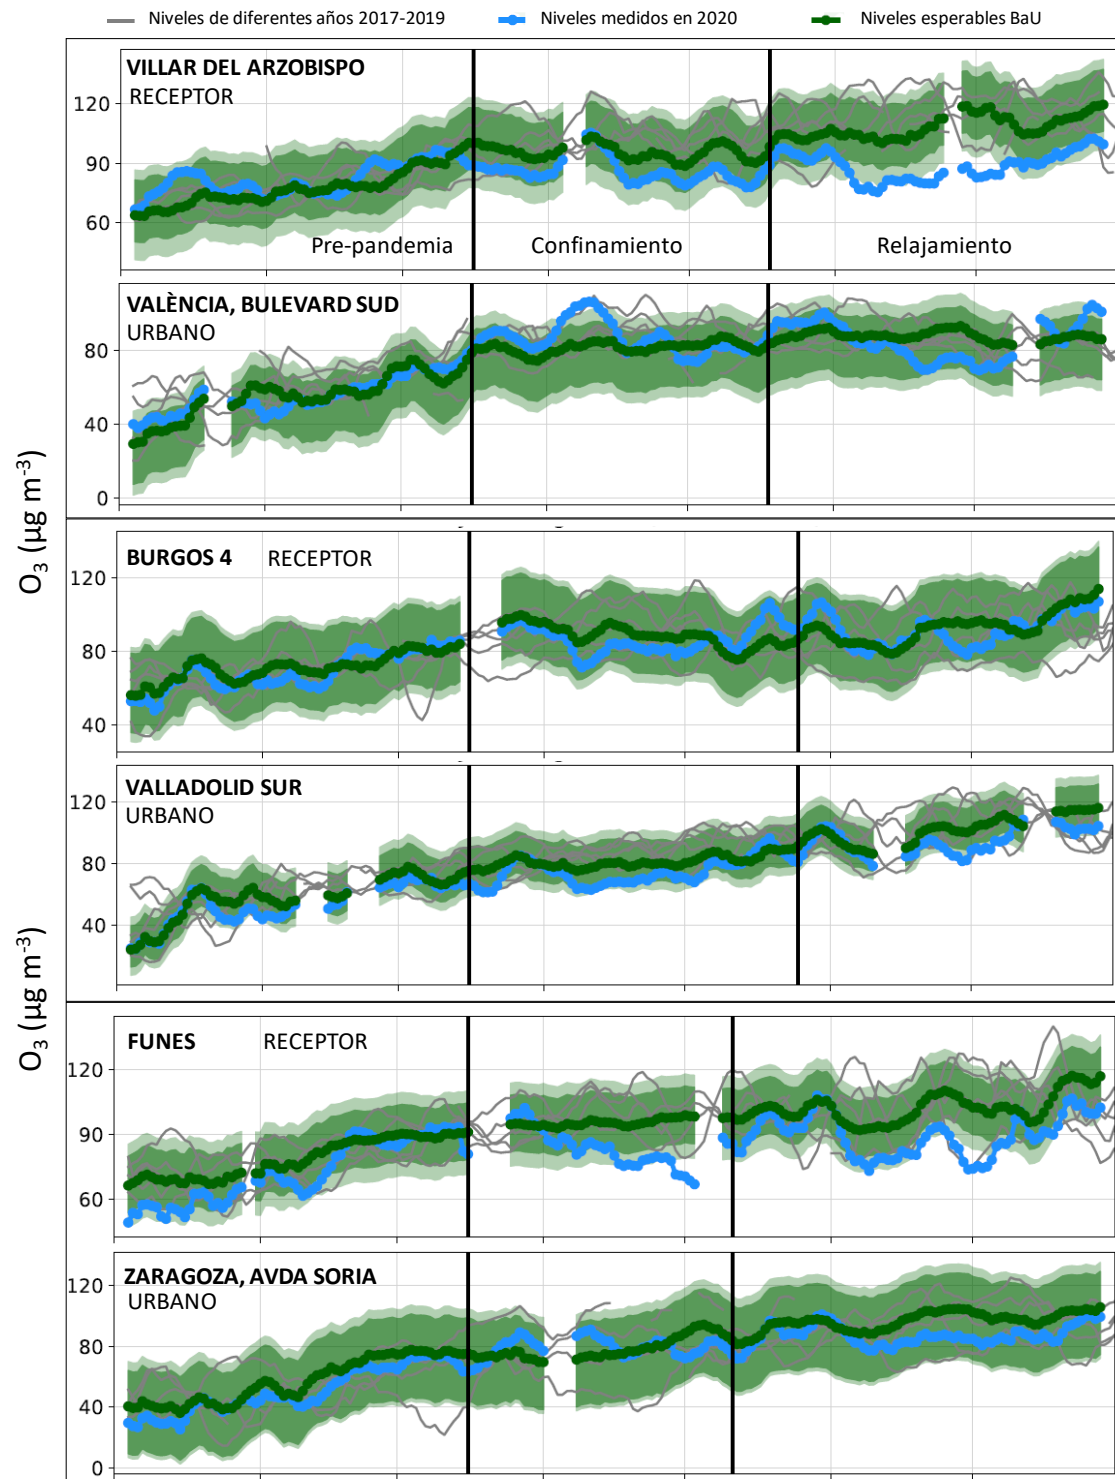 Niveles de diferentes años 2017-2019 Niveles medidos en 2020 Niveles esperables BaU
VILLAR DEL ARZOBISPO
RECEPTOR
120
90
60
Pre-pandemia Confinamiento Relajamiento
VALÈNCIA, BULEVARD SUD
URBANO
80
40
0
O3 (µg m-3)
BURGOS 4 RECEPTOR
120
80
40
VALLADOLID SUR
URBANO
120
80
40
O3 (µg m-3)
FUNES RECEPTOR
120
90
60
ZARAGOZA, AVDA SORIA
URBANO
120
80
40
0